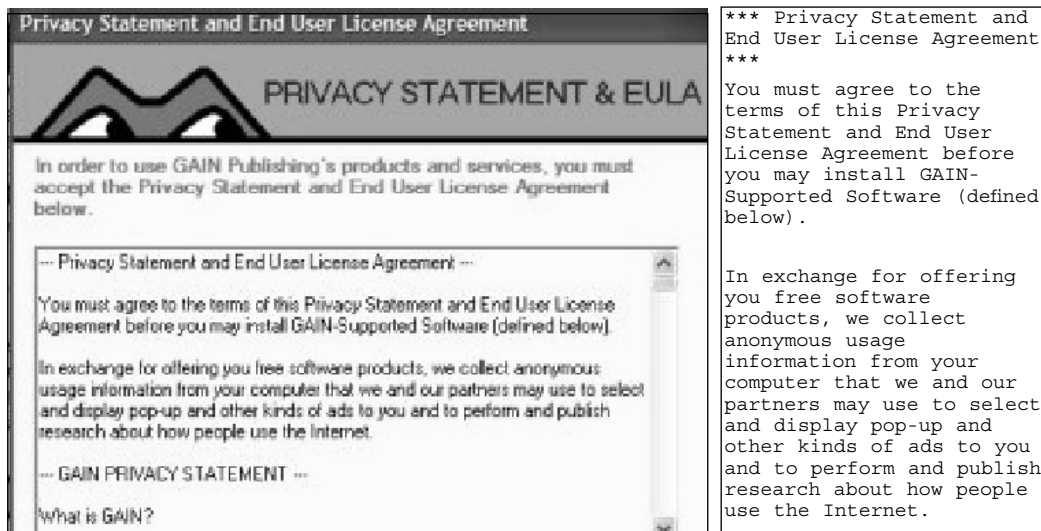 Privacy Statement and End User License Agreement
PRIVACY STATEMENT & EULA
In order to use GAIN Publishing's products and services, you must
accept the Privacy Statement and End User License Agreement
below.
--- Privacy Statement and End User License Agreement ---
You must agree to the terms of this Privacy Statement and End User License
Agreement before you may install GAIN-Supported Software (defined below).
In exchange for offering you free software products, we collect anonymous
usage information from your computer that we and our partners may use to select
and display pop-up and other kinds of ads to you and to perform and publish
research about how people use the Internet.
--- GAIN PRIVACY STATEMENT ---
What is GAIN?
*** Privacy Statement and
End User License Agreement
***
You must agree to the
terms of this Privacy
Statement and End User
License Agreement before
you may install GAIN-
Supported Software (defined
below).
In exchange for offering
you free software
products, we collect
anonymous usage
information from your
computer that we and our
partners may use to select
and display pop-up and
other kinds of ads to you
and to perform and publish
research about how people
use the Internet.